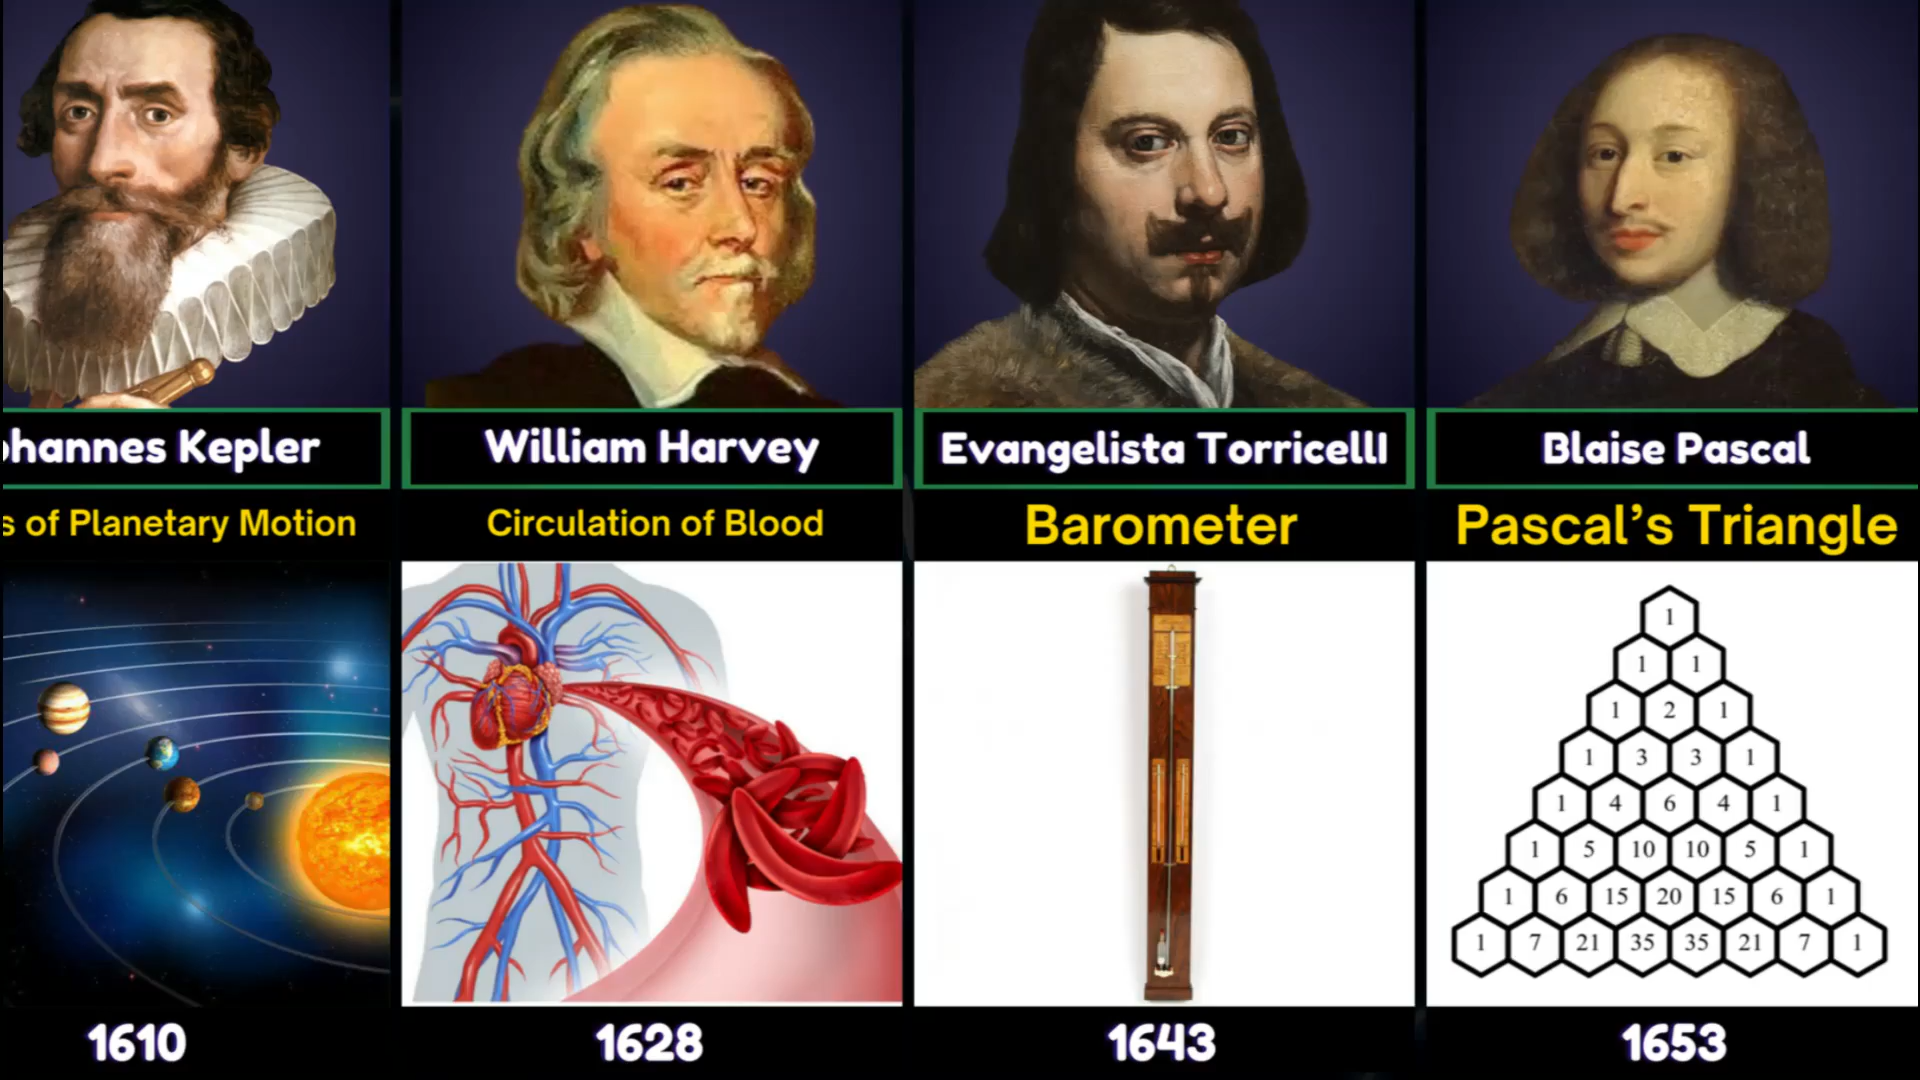 ohannes Kepler
William Harvey
Evangelista TorricellI
Blaise Pascal
s of Planetary Motion
Circulation of Blood
Barometer
Pascal’s Triangle
1
1 1
1 2 1
1 3 3 1
1 4 6 4 1
1 5 10 10 5 1
1 6 15 20 15 6 1
1 7 21 35 35 21 7 1
1610
1628
1643
1653